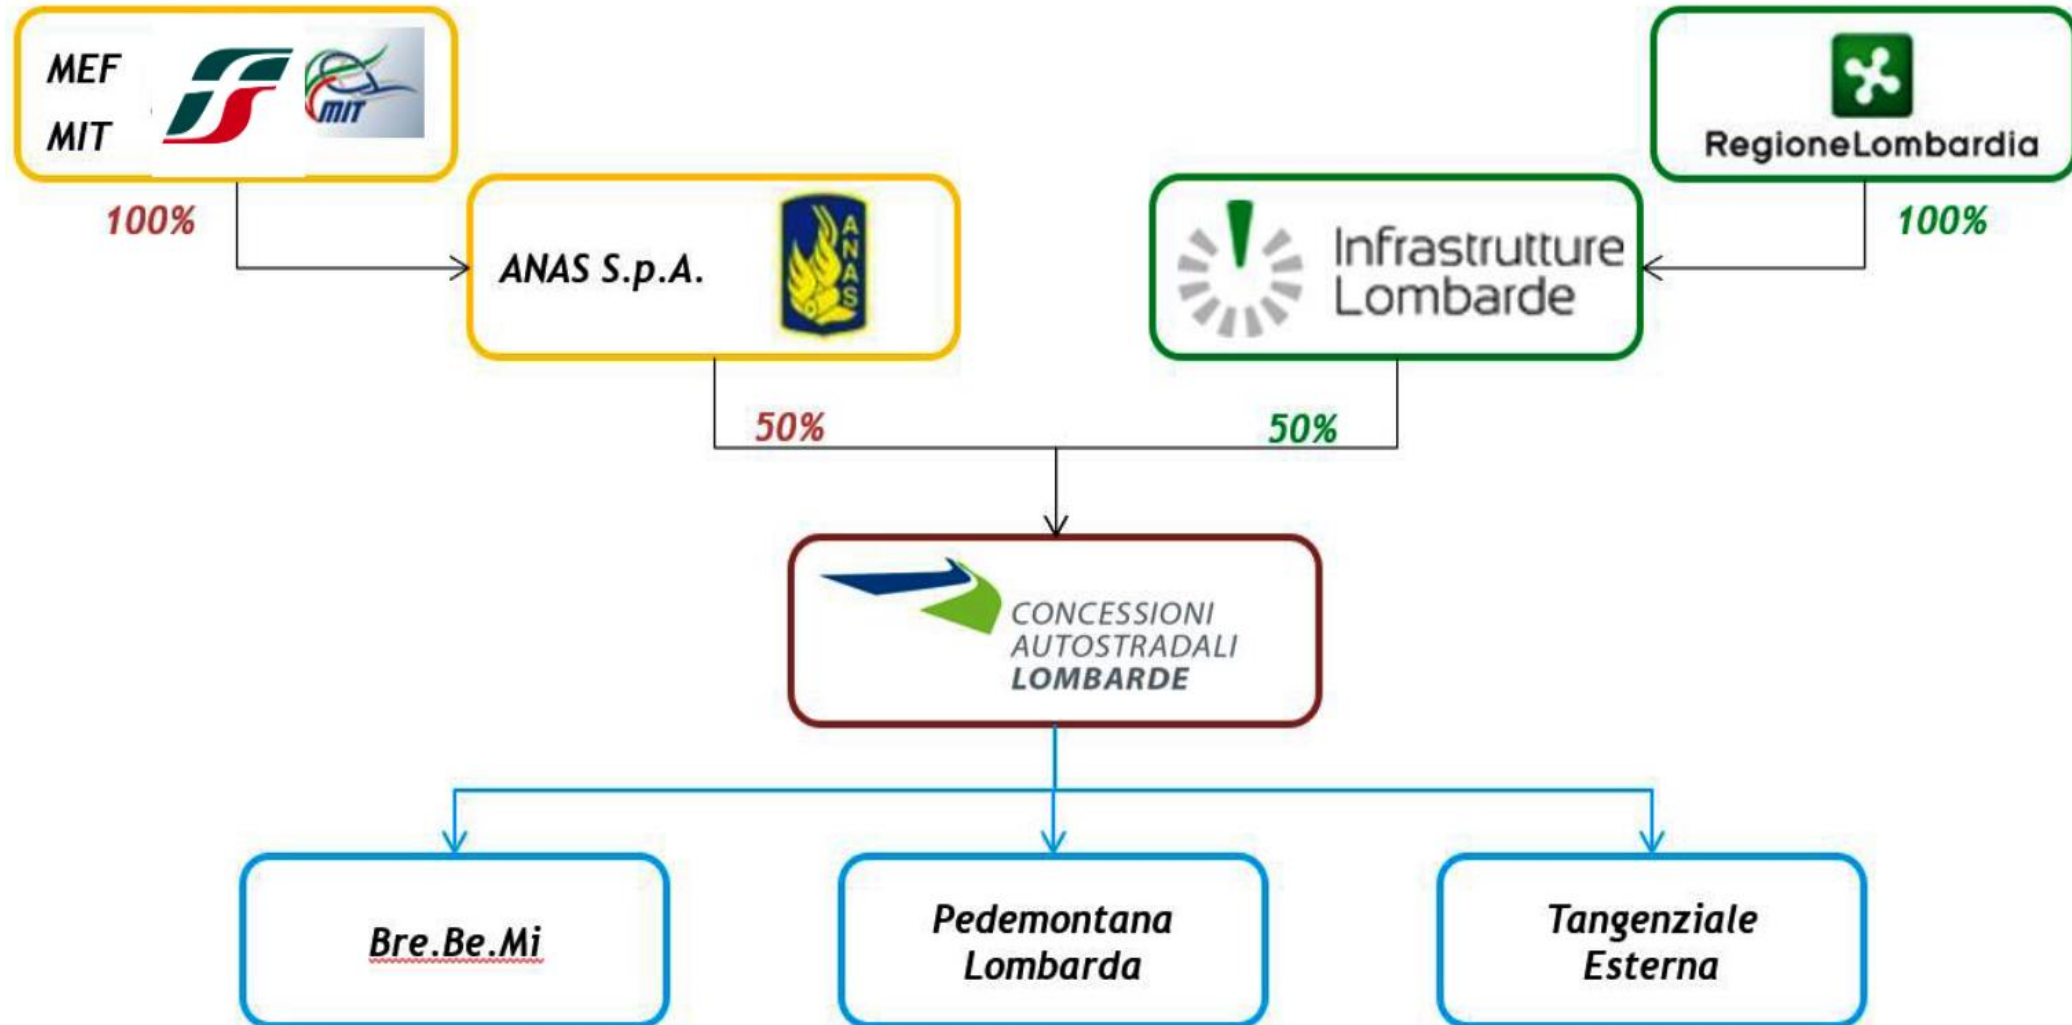 MEF
MIT
MIT
RegioneLombardia
100%
100%
ANAS S.p.A.
ANAS
Infrastrutture
Lombarde
50%
50%
CONCESSIONI
AUTOSTRADALI
LOMBARDE
Bre.Be.Mi
Pedemontana
Lombarda
Tangenziale
Esterna